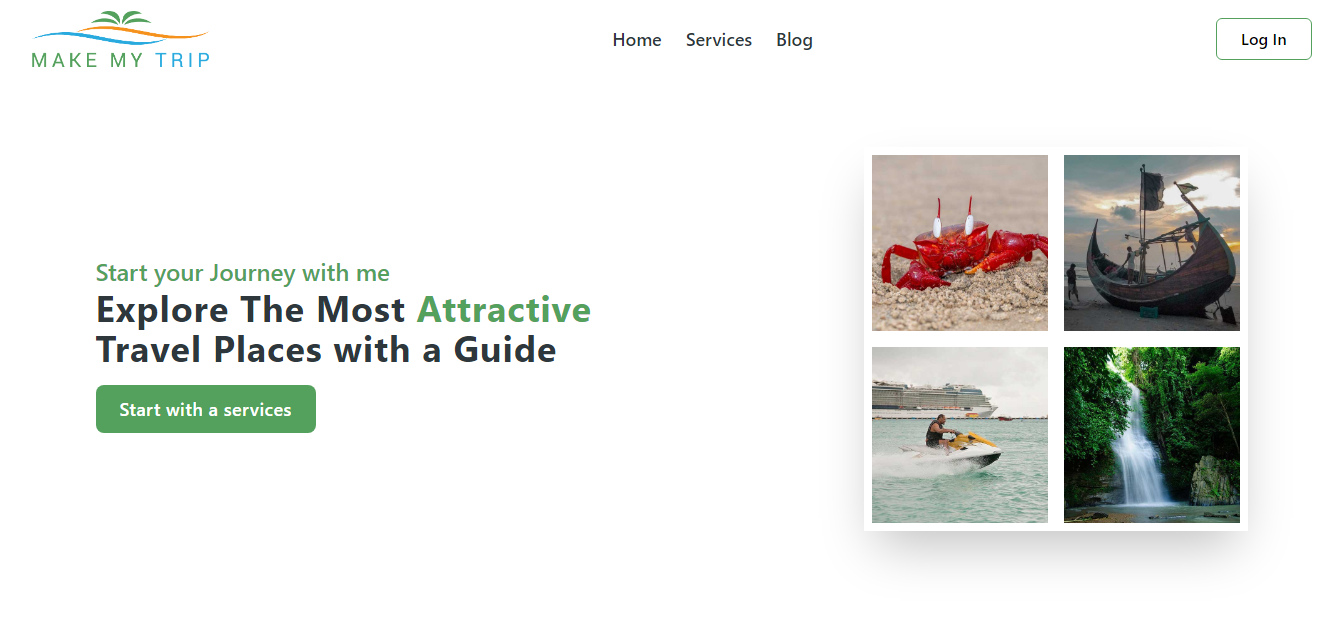 MAKE MY TRIP
Home
Services
Blog
Log In
Start your Journey with me
Explore The Most Attractive
Travel Places with a Guide
Start with a services